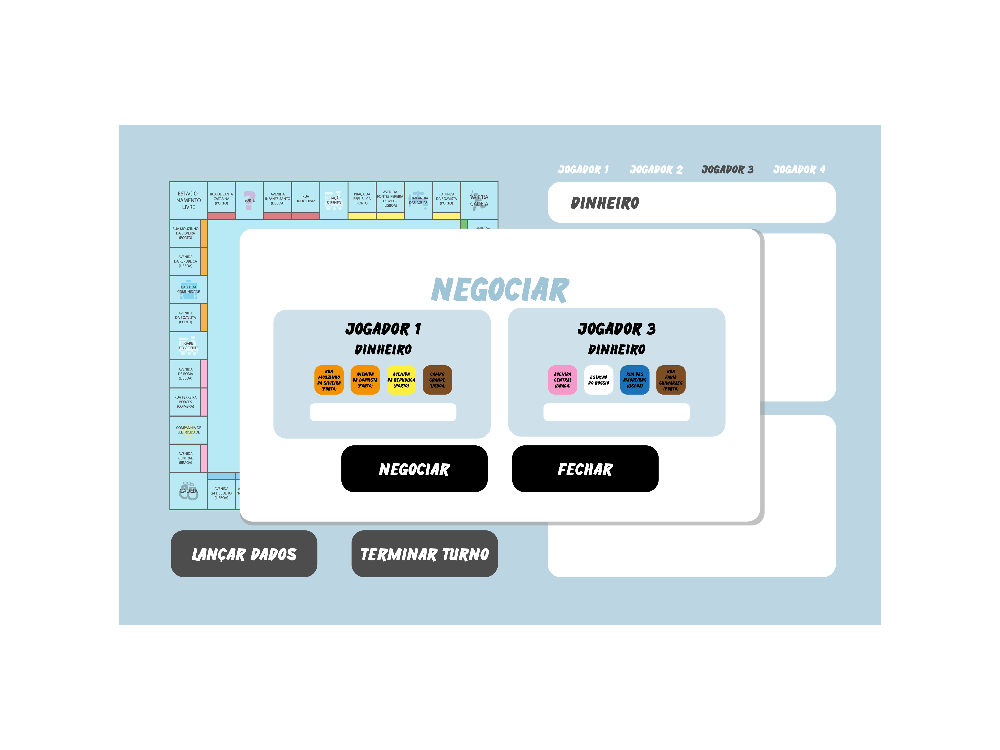 JOGADOR 1 JOGADOR 2 JOGADOR 3 JOGADOR 4
DINHEIRO
ESTACIO-
NAMENTO
LIVRE
RUA DE SANTA
CATARINA
(PORTO)
SORTE
AVENIDA
INFANTE SANTO
(LISBOA)
RUA
JÚLIO DINIZ
ESTAÇÃO
S. BENTO
PRAÇA DA
REPÚBLICA
(PORTO)
AVENIDA
FONTES PEREIRA
DE MELO
(LISBOA)
COMPANHIA
DAS ÁGUAS
ROTUNDA
DA BOAVISTA
(PORTO)
VÁ P'RA
CADEIA
AVENIDA
RUA MOUZINHO
DA SILVEIRA
(PORTO)
AVENIDA
DA REPÚBLICA
(LISBOA)
CAIXA DA
COMUNIDADE
AVENIDA
DA BOAVISTA
(PORTO)
GARE
DO ORIENTE
AVENIDA
DE ROMA
(LISBOA)
RUA FERREIRA
BORGES
(COIMBRA)
COMPANHIA DE
ELETRICIDADE
AVENIDA
CENTRAL
(BRAGA)
CADEIA
AVENIDA
24 DE JULHO
(LISBOA)
NEGOCIAR
JOGADOR 1
DINHEIRO
RUA
MOUZINHO
DA SILVEIRA
(PORTO)
AVENIDA
DA BOAVISTA
(PORTO)
AVENIDA
DA REPÚBLICA
(PORTO)
CAMPO
GRANDE
(LISBOA)
JOGADOR 3
DINHEIRO
AVENIDA
CENTRAL
(BRAGA)
ESTAÇÃO
DO ROSSIO
RUA DAS
AMOREIRAS
(LISBOA)
RUA
FARIA
GUIMARÃES
(PORTO)
NEGOCIAR
FECHAR
LANÇAR DADOS
TERMINAR TURNO